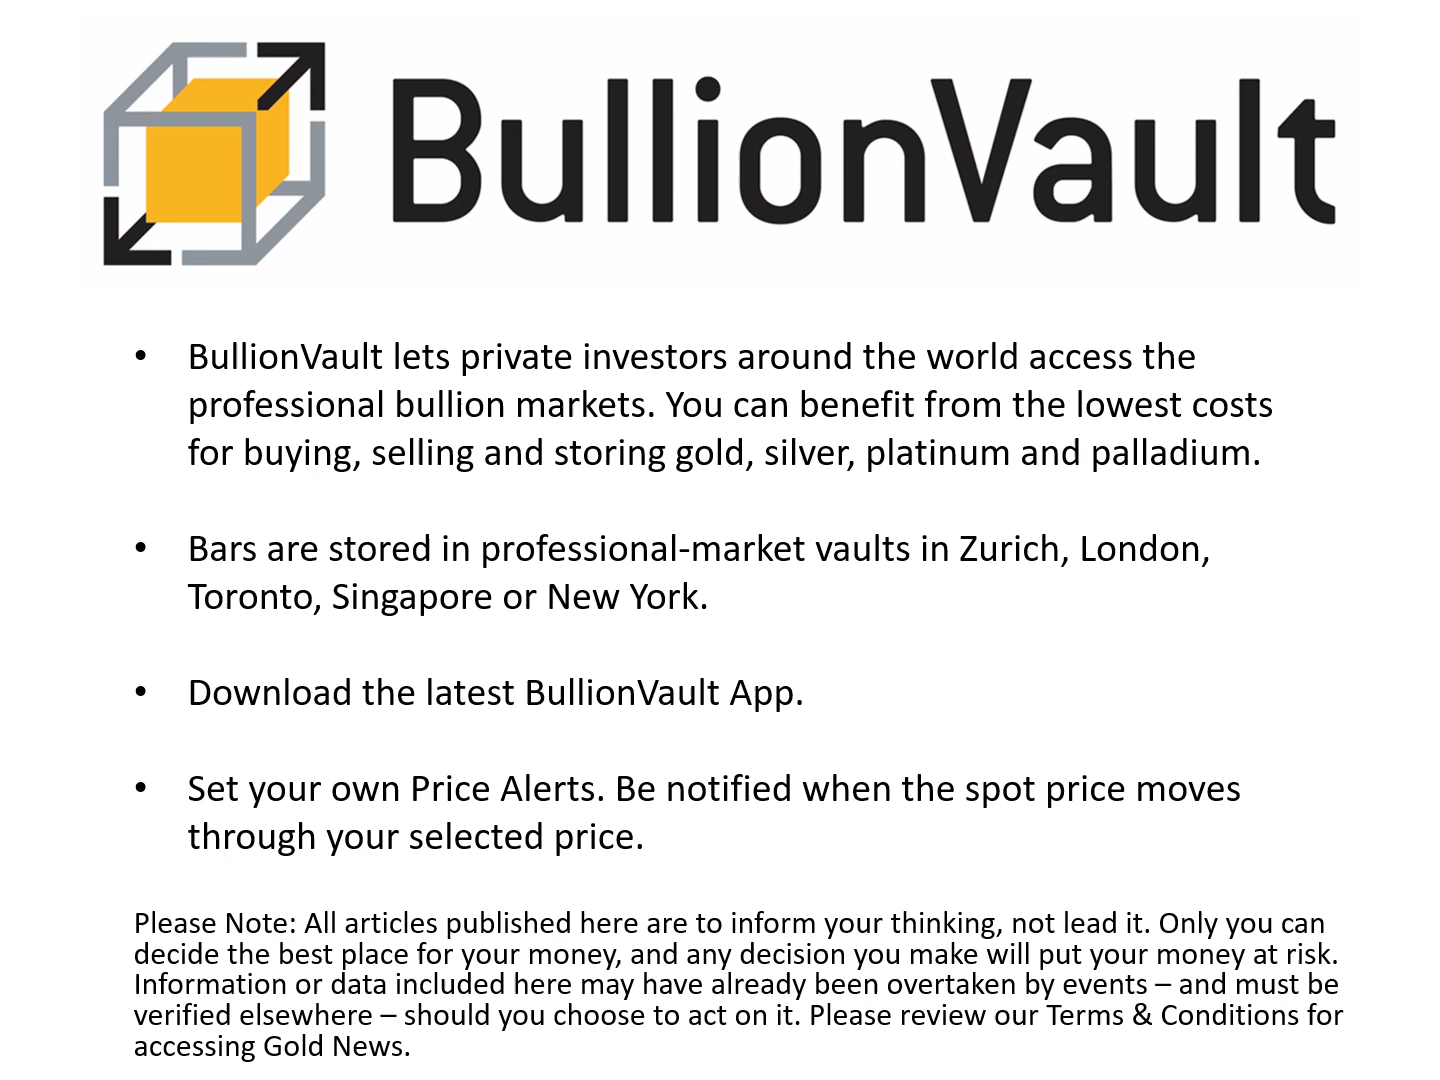 BullionVault
• BullionVault lets private investors around the world access the
professional bullion markets. You can benefit from the lowest costs
for buying, selling and storing gold, silver, platinum and palladium.
• Bars are stored in professional-market vaults in Zurich, London,
Toronto, Singapore or New York.
• Download the latest BullionVault App.
• Set your own Price Alerts. Be notified when the spot price moves
through your selected price.
Please Note: All articles published here are to inform your thinking, not lead it. Only you can
decide the best place for your money, and any decision you make will put your money at risk.
Information or data included here may have already been overtaken by events – and must be
verified elsewhere – should you choose to act on it. Please review our Terms & Conditions for
accessing Gold News.